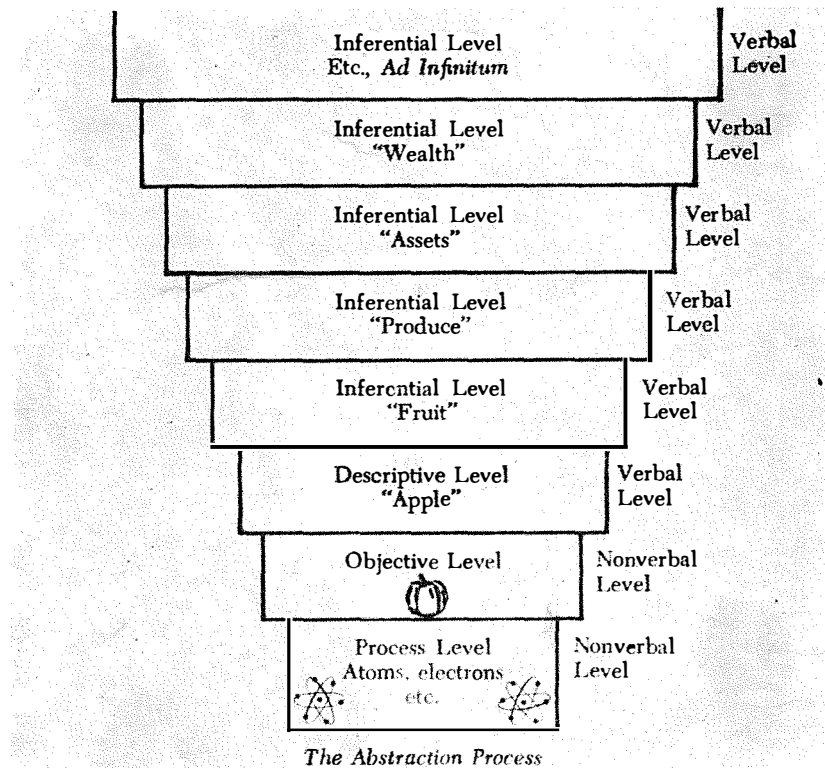 Inferential Level
Etc., Ad Infinitum
Verbal
Level
Inferential Level
“Wealth”
Verbal
Level
Inferential Level
“Assets”
Verbal
Level
Inferential Level
“Produce”
Verbal
Level
Inferential Level
“Fruit”
Verbal
Level
Descriptive Level
“Apple”
Verbal
Level
Objective Level
Nonverbal
Level
Process Level
Atoms, electrons
etc.
Nonverbal
Level
The Abstraction Process